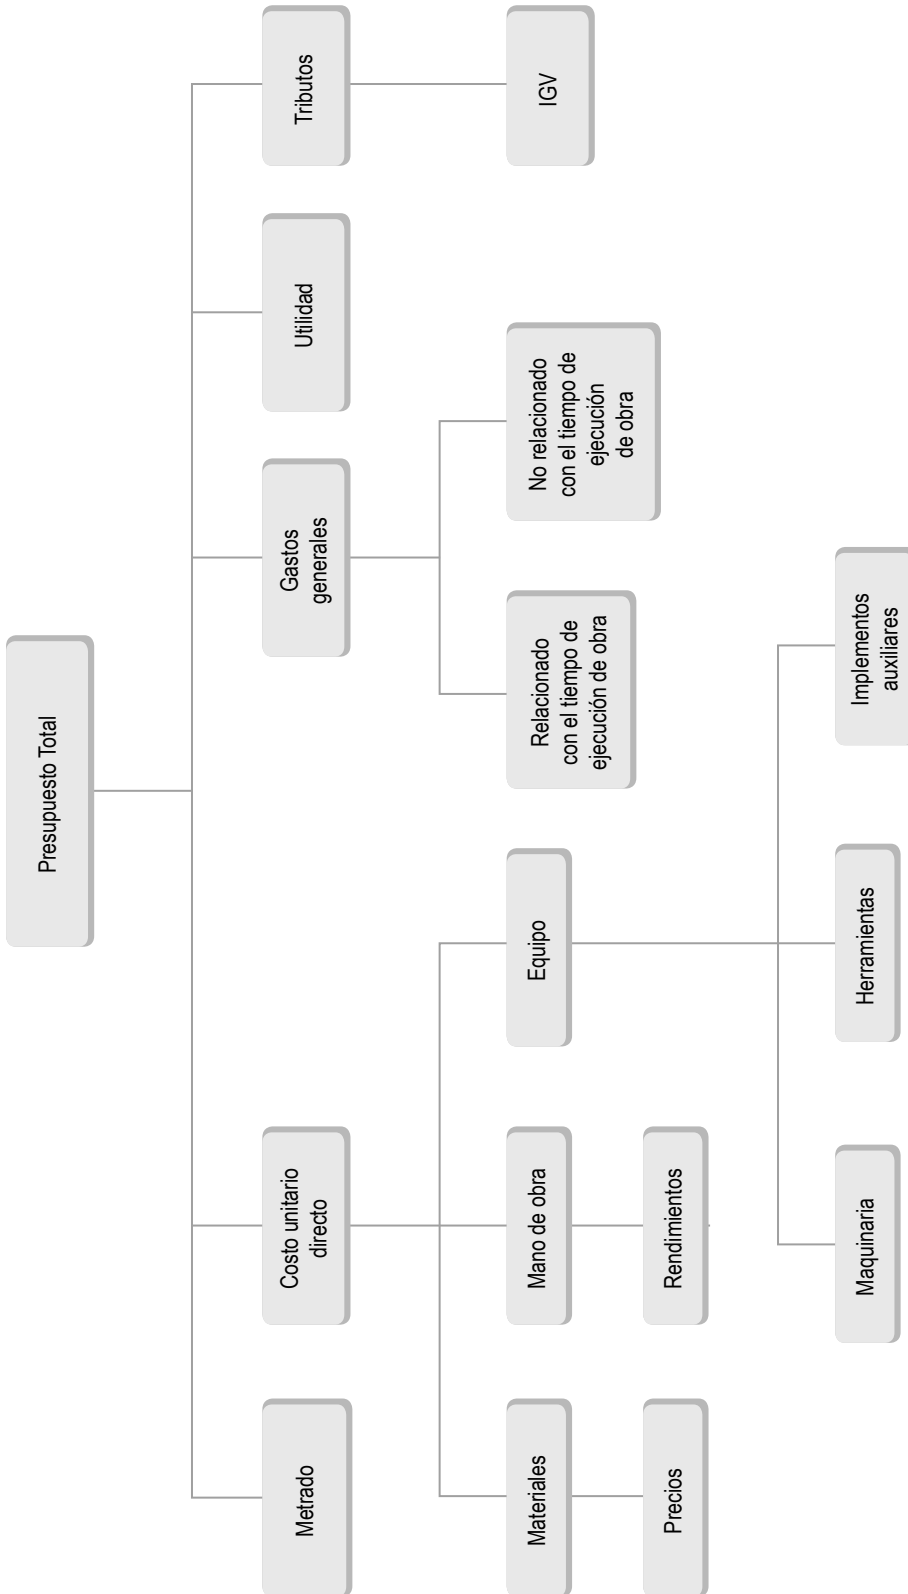 Presupuesto Total
Metrado
Costo unitario
directo
Gastos
generales
Utilidad
Tributos
Materiales
Mano de obra
Equipo
Relacionado
con el tiempo de
ejecución de obra
No relacionado
con el tiempo de
ejecución
de obra
IGV
Precios
Rendimientos
Maquinaria
Herramientas
Implementos
auxiliares